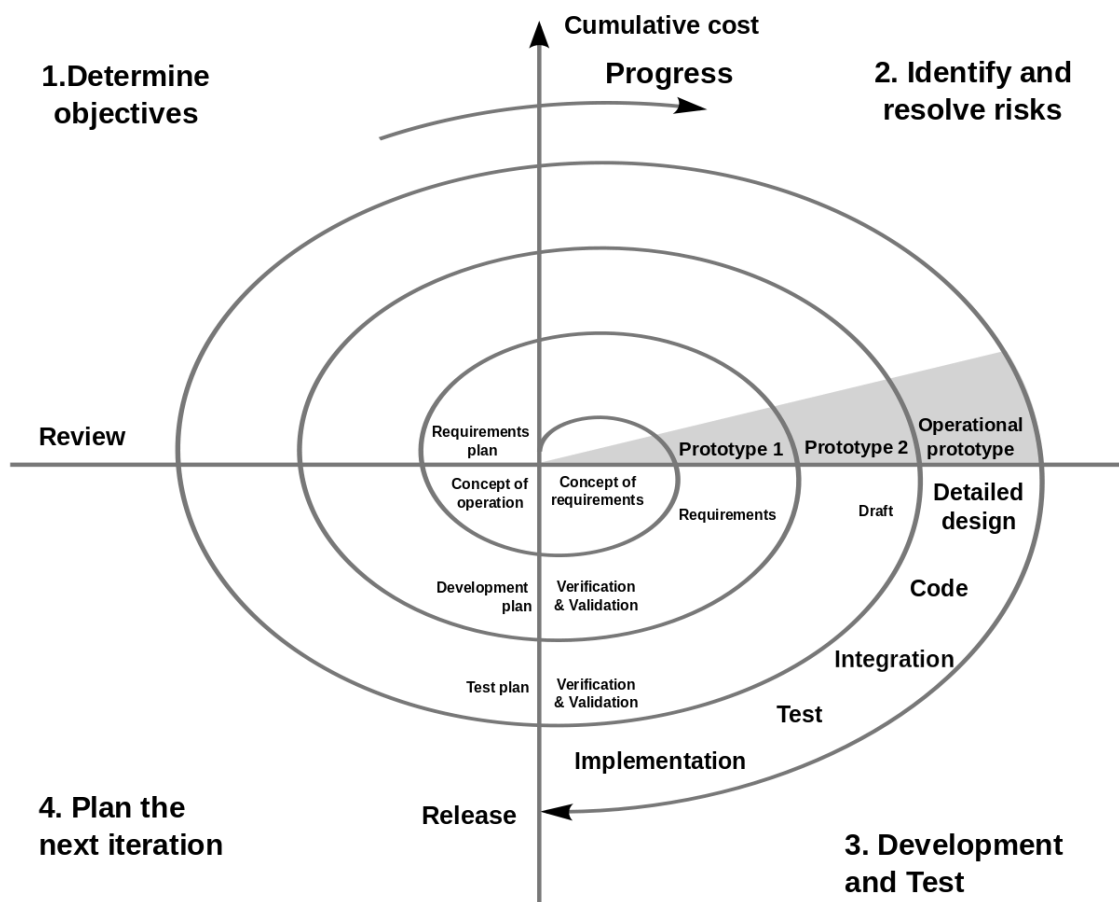 Cumulative cost
Progress
1.Determine
objectives
2. Identify and
resolve risks
Review
Requirements
plan
Prototype 1
Prototype 2
Operational
prototype
Concept of
operation
Concept of
requirements
Requirements
Draft
Detailed
design
Development
plan
Verification
& Validation
Code
Integration
Test plan
Verification
& Validation
Test
Implementation
Release
4. Plan the
next iteration
3. Development
and Test